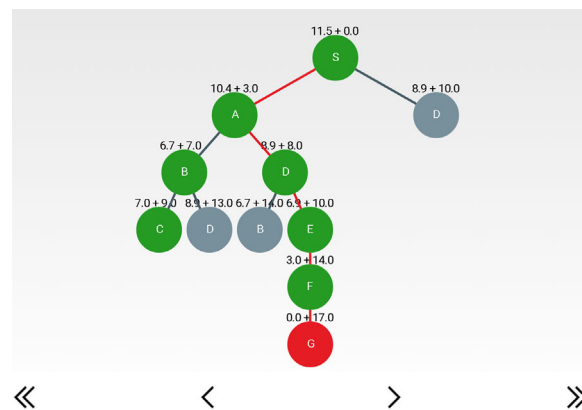 11.5 + 0.0
S
10.4 + 3.0
8.9 + 10.0
A
D
6.7 + 7.0
8.9 + 8.0
B
D
7.0 + 9.0
8.9 + 13.0
6.7 + 14.0
6.9 + 10.0
C
D
B
E
3.0 + 14.0
F
0.0 + 17.0
G